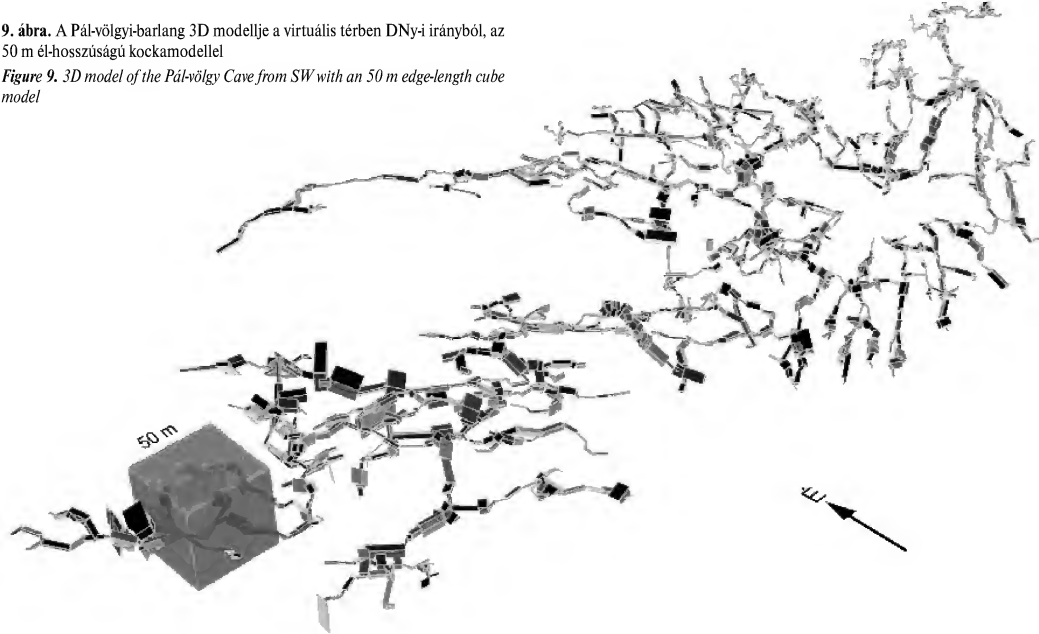 9. ábra. A Pál-völgyi-barlang 3D modellje a virtuális térben DNy-i irányból, az
50 m él-hosszúságú kockamodellel
Figure 9. 3D model of the Pál-völgy Cave from SW with an 50 m edge-length cube
model
50 m
É